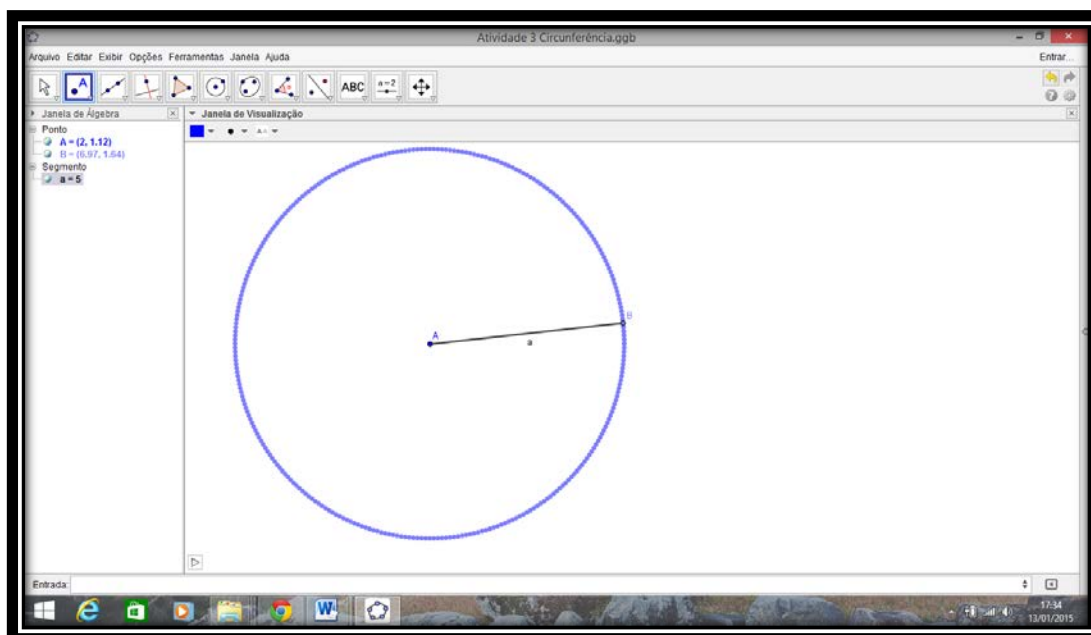 Atividade 3 Circunferência.ggb
Arquivo Editar Exibir Opções Ferramentas Janela Ajuda
Entrar...
A
ABC
a=2
Janela de Álgebra
Janela de Visualização
Ponto
A = (2, 1.12)
B = (6.97, 1.64)
Segmento
a = 5
A
B
a
Entrada:
17:34
13/01/2015